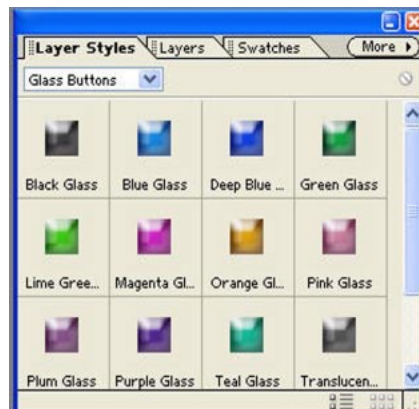 Layer Styles Layers Swatches More
Glass Buttons
Black Glass Blue Glass Deep Blue ... Green Glass
Lime Gree... Magenta Gl... Orange Gl... Pink Glass
Plum Glass Purple Glass Teal Glass Translucen...